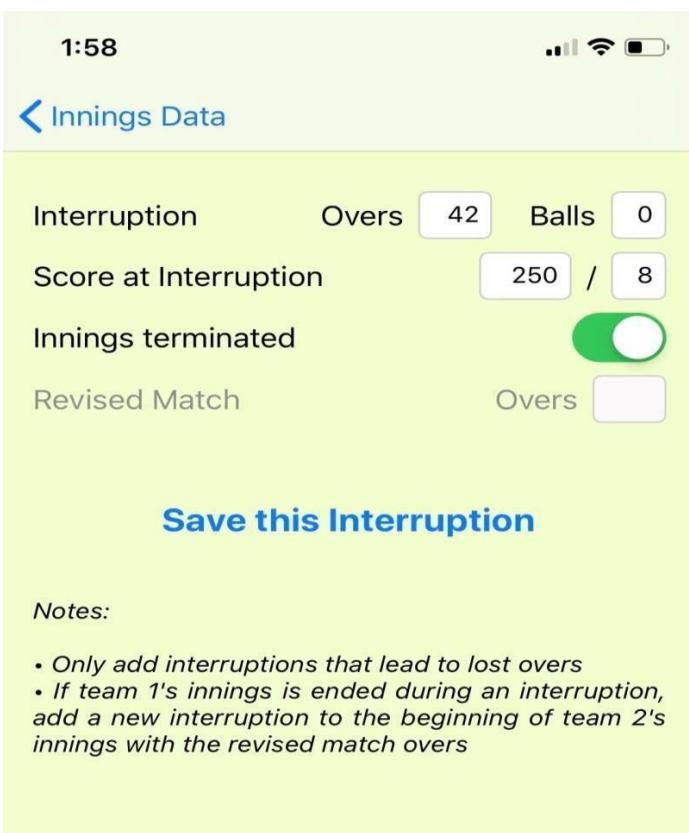 1:58
Innings Data
Interruption Overs 42 Balls 0
Score at Interruption 250 / 8
Innings terminated
Revised Match Overs
Save this Interruption
Notes:
• Only add interruptions that lead to lost overs
• If team 1's innings is ended during an interruption,
add a new interruption to the beginning of team 2's
innings with the revised match overs